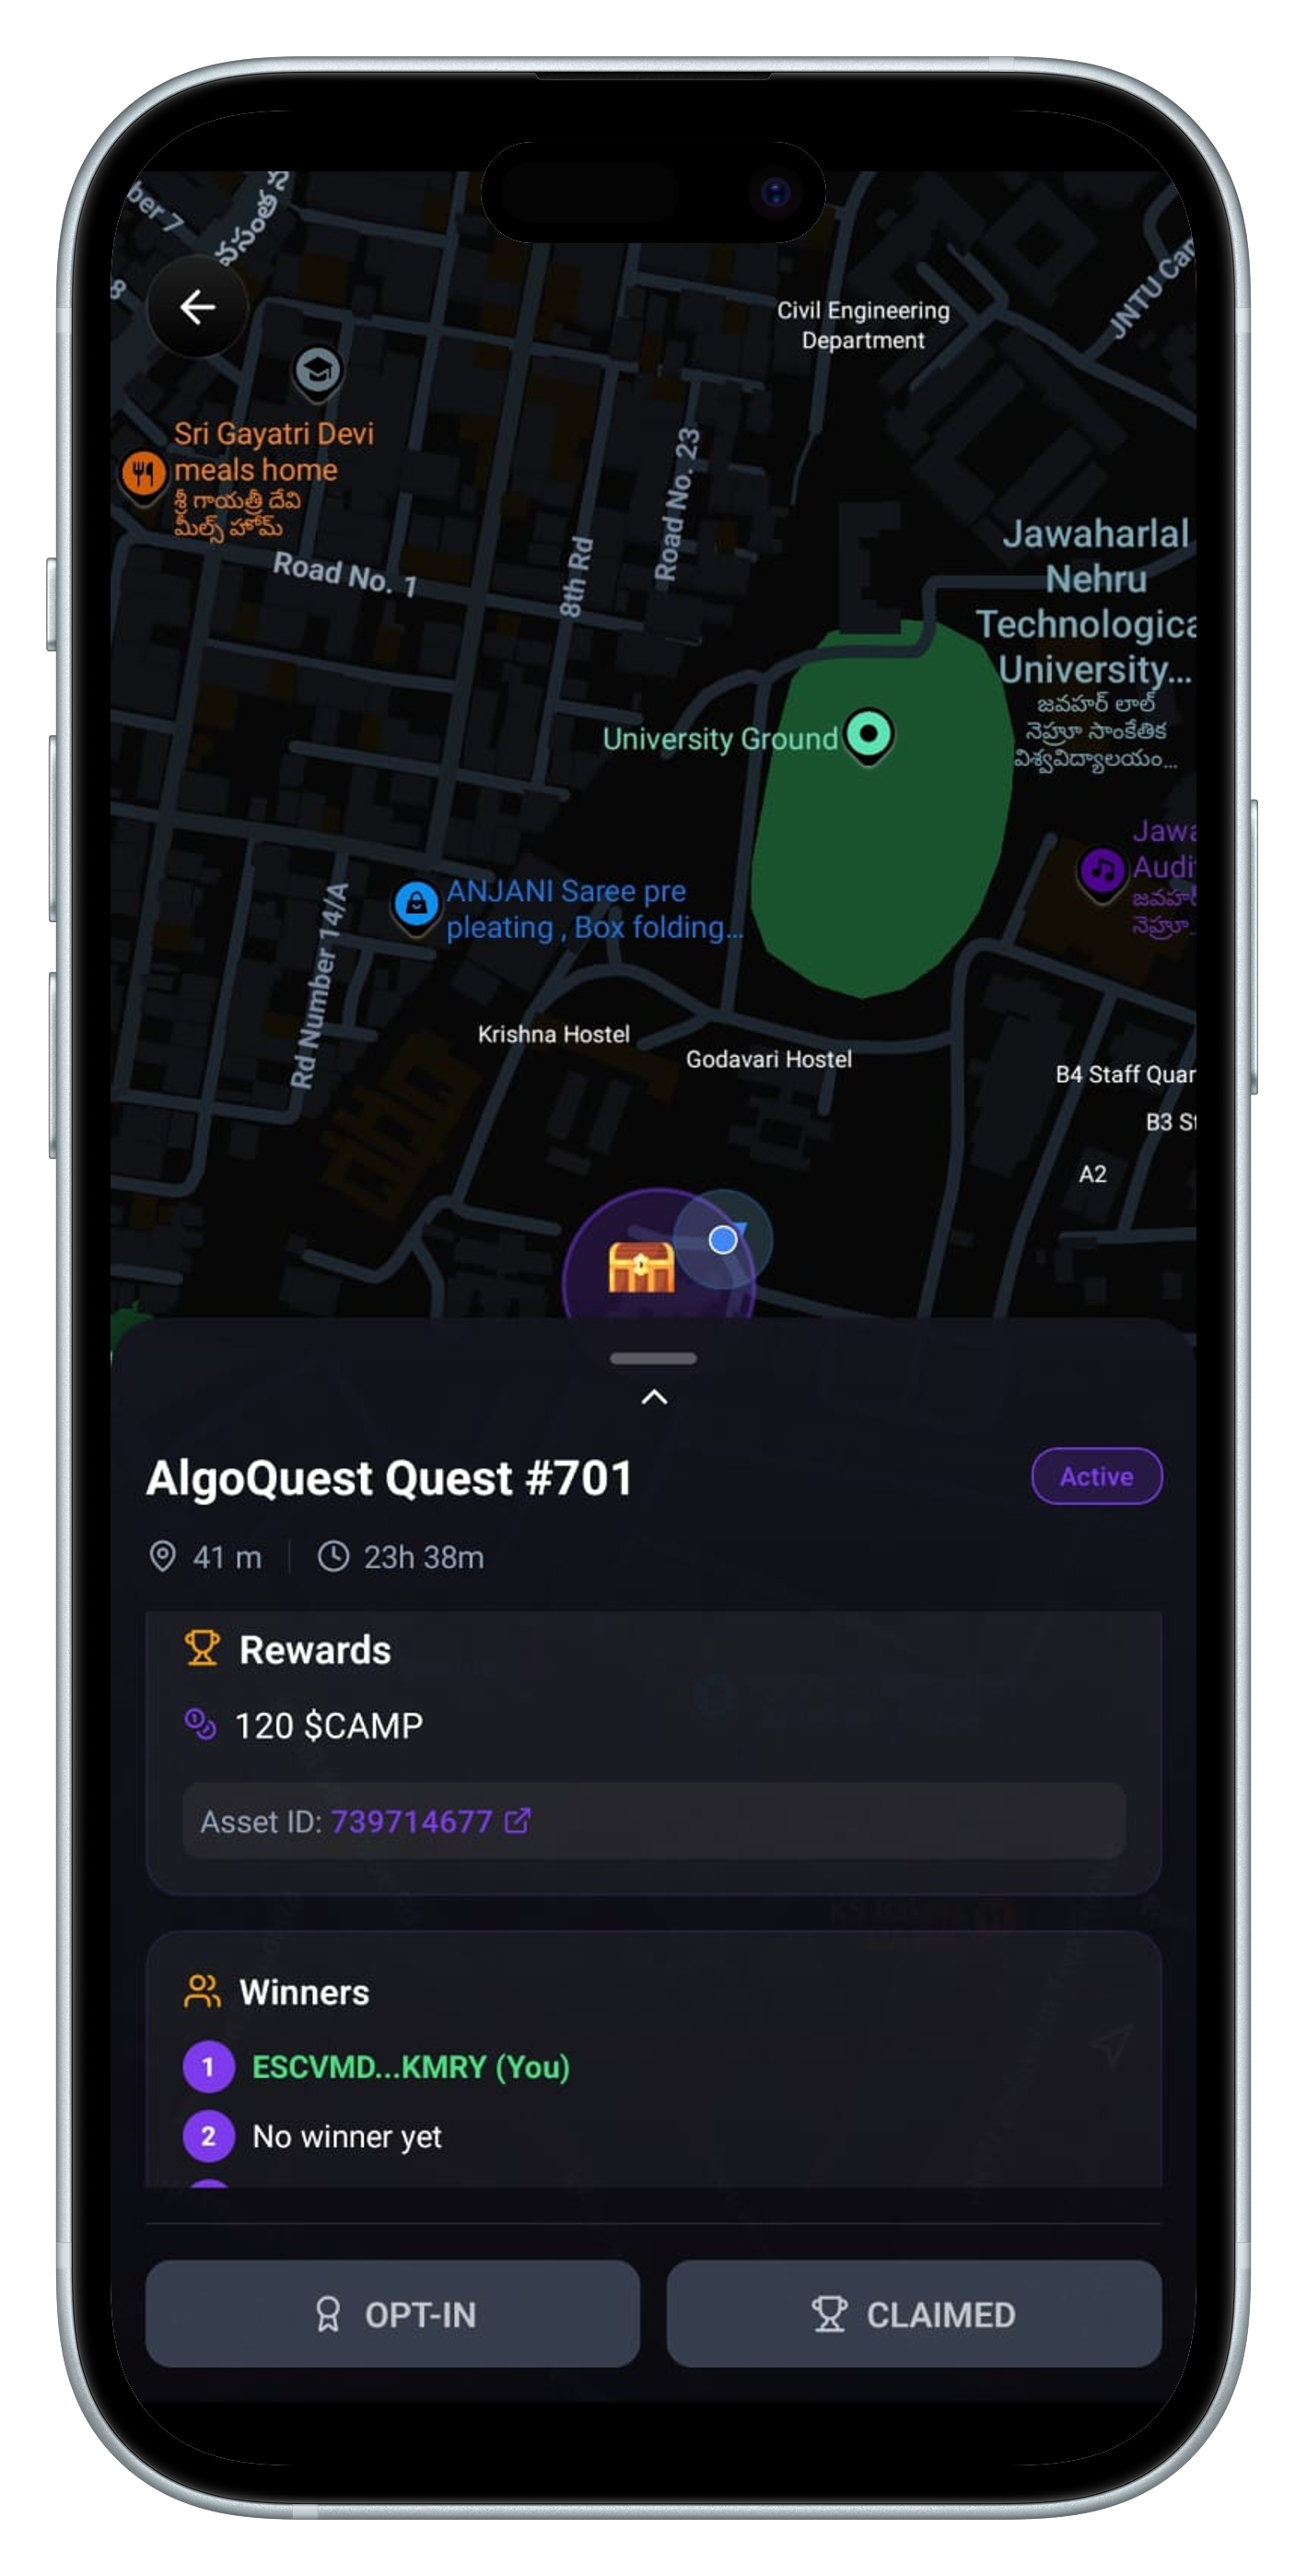 ber 7
8
Civil Engineering
Department
Sri Gayatri Devi
meals home
శ్రీ గాయత్రీ దేవి
మీల్స్ హోమ్
Road No. 1
8th Rd
Road No. 23
Jawaharlal
Nehru
Technologica
University...
జవహర్ లాల్
నెహ్రూ సాంకేతిక
విశ్వవిద్యాలయం...
University Ground
Jawa
Audi
నెహ్రూ
ANJANI Saree pre
pleating , Box folding...
Rd Number 14/A
Krishna Hostel
Godavari Hostel
B4 Staff Quar
B3 St
A2
AlgoQuest Quest #701
Active
41 m
23h 38m
Rewards
120 $CAMP
Asset ID: 739714677
Winners
1 ESCVMD...KMRY (You)
2 No winner yet
OPT-IN
CLAIMED